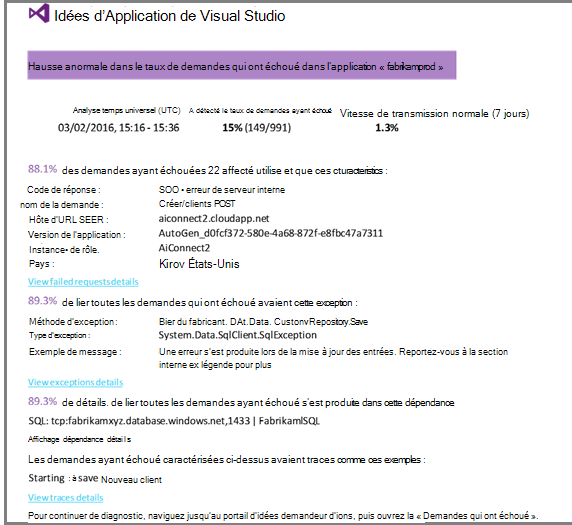 Idées d'Application de Visual Studio
Hausse anormale dans le taux de demandes qui ont échoué dans l'application « fabrikamprod »
Analyse temps universel (UTC) A détecté le taux de demandes ayant échoué Vitesse de transmission normale (7 jours)
03/02/2016, 15:16 - 15:36 15% (149/991) 1.3%
88.1% des demandes ayant échouées 22 affecté utilise et que ces cturacteristics :
Code de réponse : SOO • erreur de serveur interne
nom de la demande : Créer/clients POST
Hôte d'URL SEER : aiconnect2.cloudapp.net
Version de l'application : AutoGen_d0fcf372-580e-4a68-872f-e8fbc47a7311
Instance• de rôle. AiConnect2
Pays : Kirov États-Unis
View failed requests details
89.3% de lier toutes les demandes qui ont échoué avaient cette exception :
Méthode d'exception : Bier du fabricant. DAt.Data. CustonvRepository.Save
Type d'exception : System.Data.SqlClient.SqlException
Exemple de message : Une erreur s'est produite lors de la mise à jour des entrées. Reportez-vous à la section
interne ex légende pour plus
View exceptions details
89.3% de détails. de lier toutes les demandes ayant échoué s'est produite dans cette dépendance
SQL: tcp:fabrikamxyz.database.windows.net,1433 | FabrikamlSQL
Affichage dépendance détails
Les demandes ayant échoué caractérisées ci-dessus avaient traces comme ces exemples :
Starting : à save Nouveau client
View traces details
Pour continuer de diagnostic, naviguez jusqu'au portail d'idées demandeur d'ions, puis ouvrez la « Demandes qui ont échoué ».